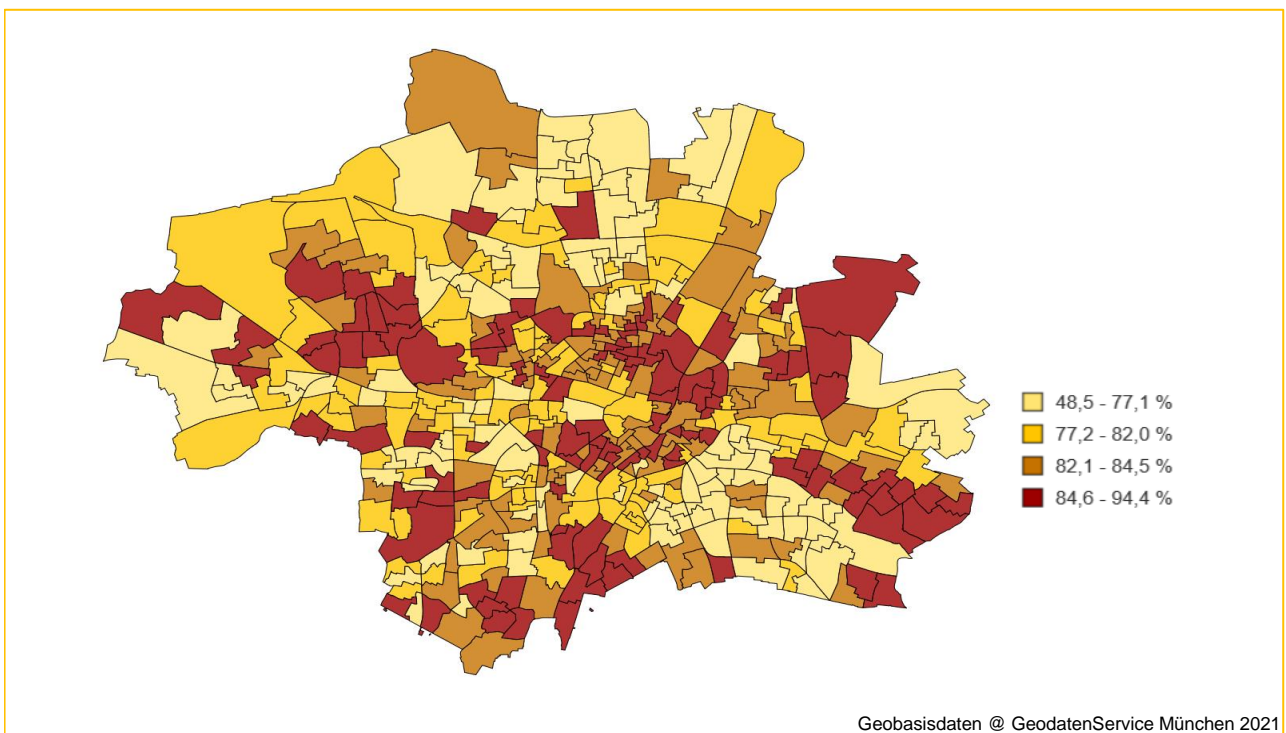 48,5 - 77,1 %
77,2 - 82,0 %
82,1 - 84,5 %
84,6 - 94,4 %
Geobasisdaten @ GeodatenService München 2021